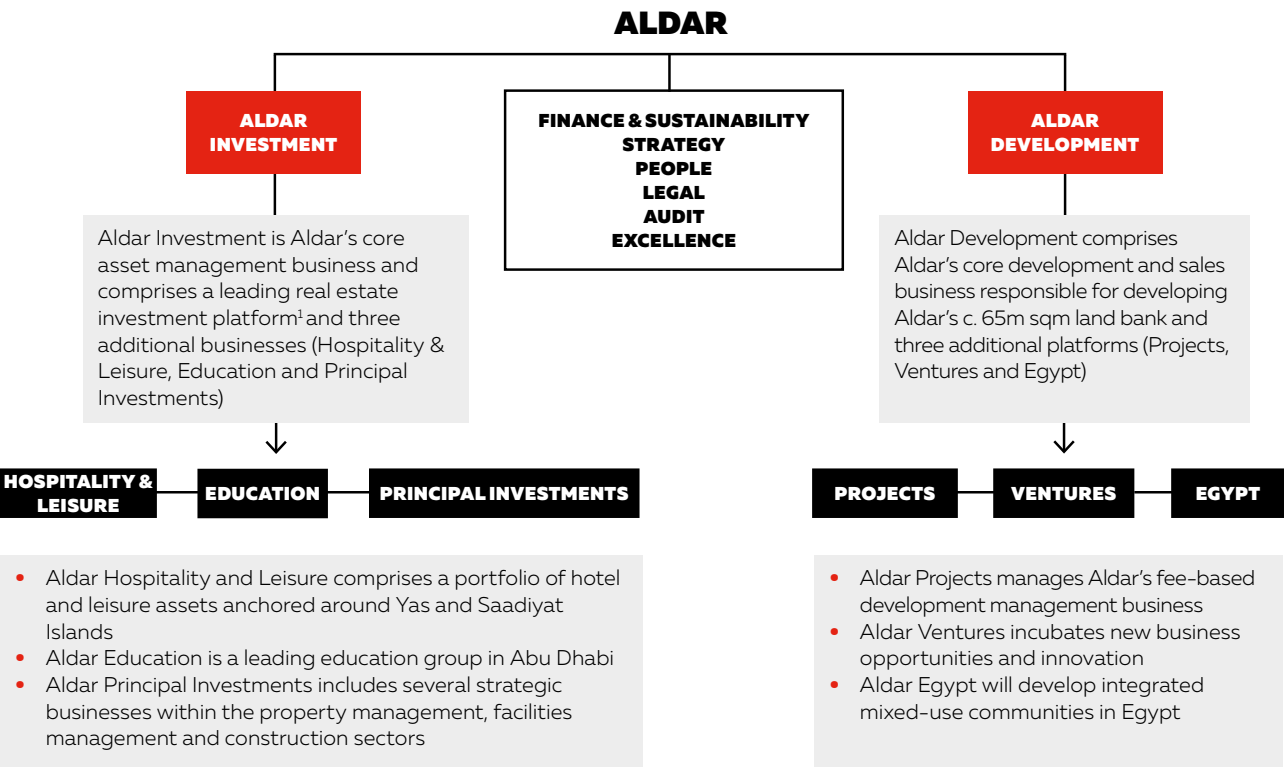 ALDAR
ALDAR
INVESTMENT
FINANCE & SUSTAINABILITY
STRATEGY
PEOPLE
LEGAL
AUDIT
EXCELLENCE
ALDAR
DEVELOPMENT
Aldar Investment is Aldar’s core
asset management business and
comprises a leading real estate
investment platform¹ and three
additional businesses (Hospitality &
Leisure, Education and Principal
Investments)
Aldar Development comprises
Aldar’s core development and sales
business responsible for developing
Aldar’s c. 65m sqm land bank and
three additional platforms (Projects,
Ventures and Egypt)
HOSPITALITY &
LEISURE
EDUCATION
PRINCIPAL INVESTMENTS
PROJECTS
VENTURES
EGYPT
• Aldar Hospitality and Leisure comprises a portfolio of hotel
and leisure assets anchored around Yas and Saadiyat
Islands
• Aldar Education is a leading education group in Abu Dhabi
• Aldar Principal Investments includes several strategic
businesses within the property management, facilities
management and construction sectors
• Aldar Projects manages Aldar’s fee-based
development management business
• Aldar Ventures incubates new business
opportunities and innovation
• Aldar Egypt will develop integrated
mixed-use communities in Egypt